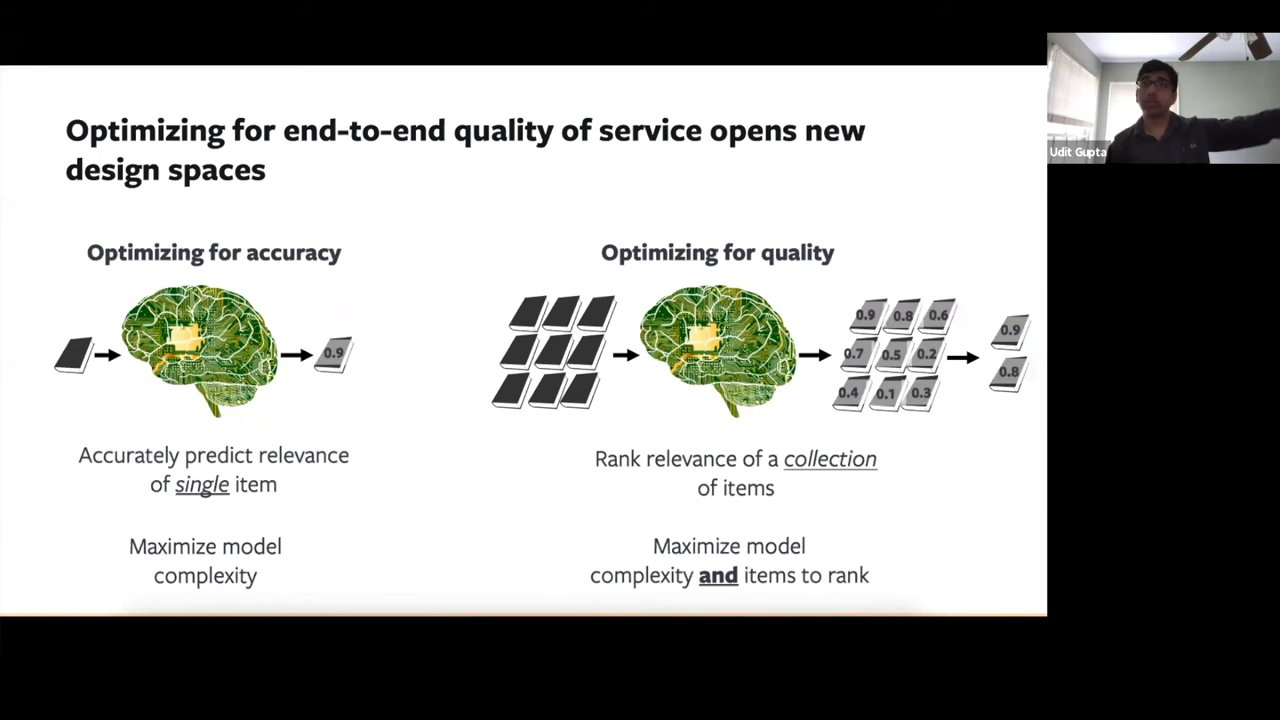 Optimizing for end-to-end quality of service opens new
design spaces
Optimizing for accuracy
0.9
Accurately predict relevance
of single item
Maximize model
complexity
Optimizing for quality
0.9 0.8 0.6
0.7 0.5 0.2
0.4 0.1 0.3
0.9
0.8
Rank relevance of a collection
of items
Maximize model
complexity and items to rank
Udit Gupta